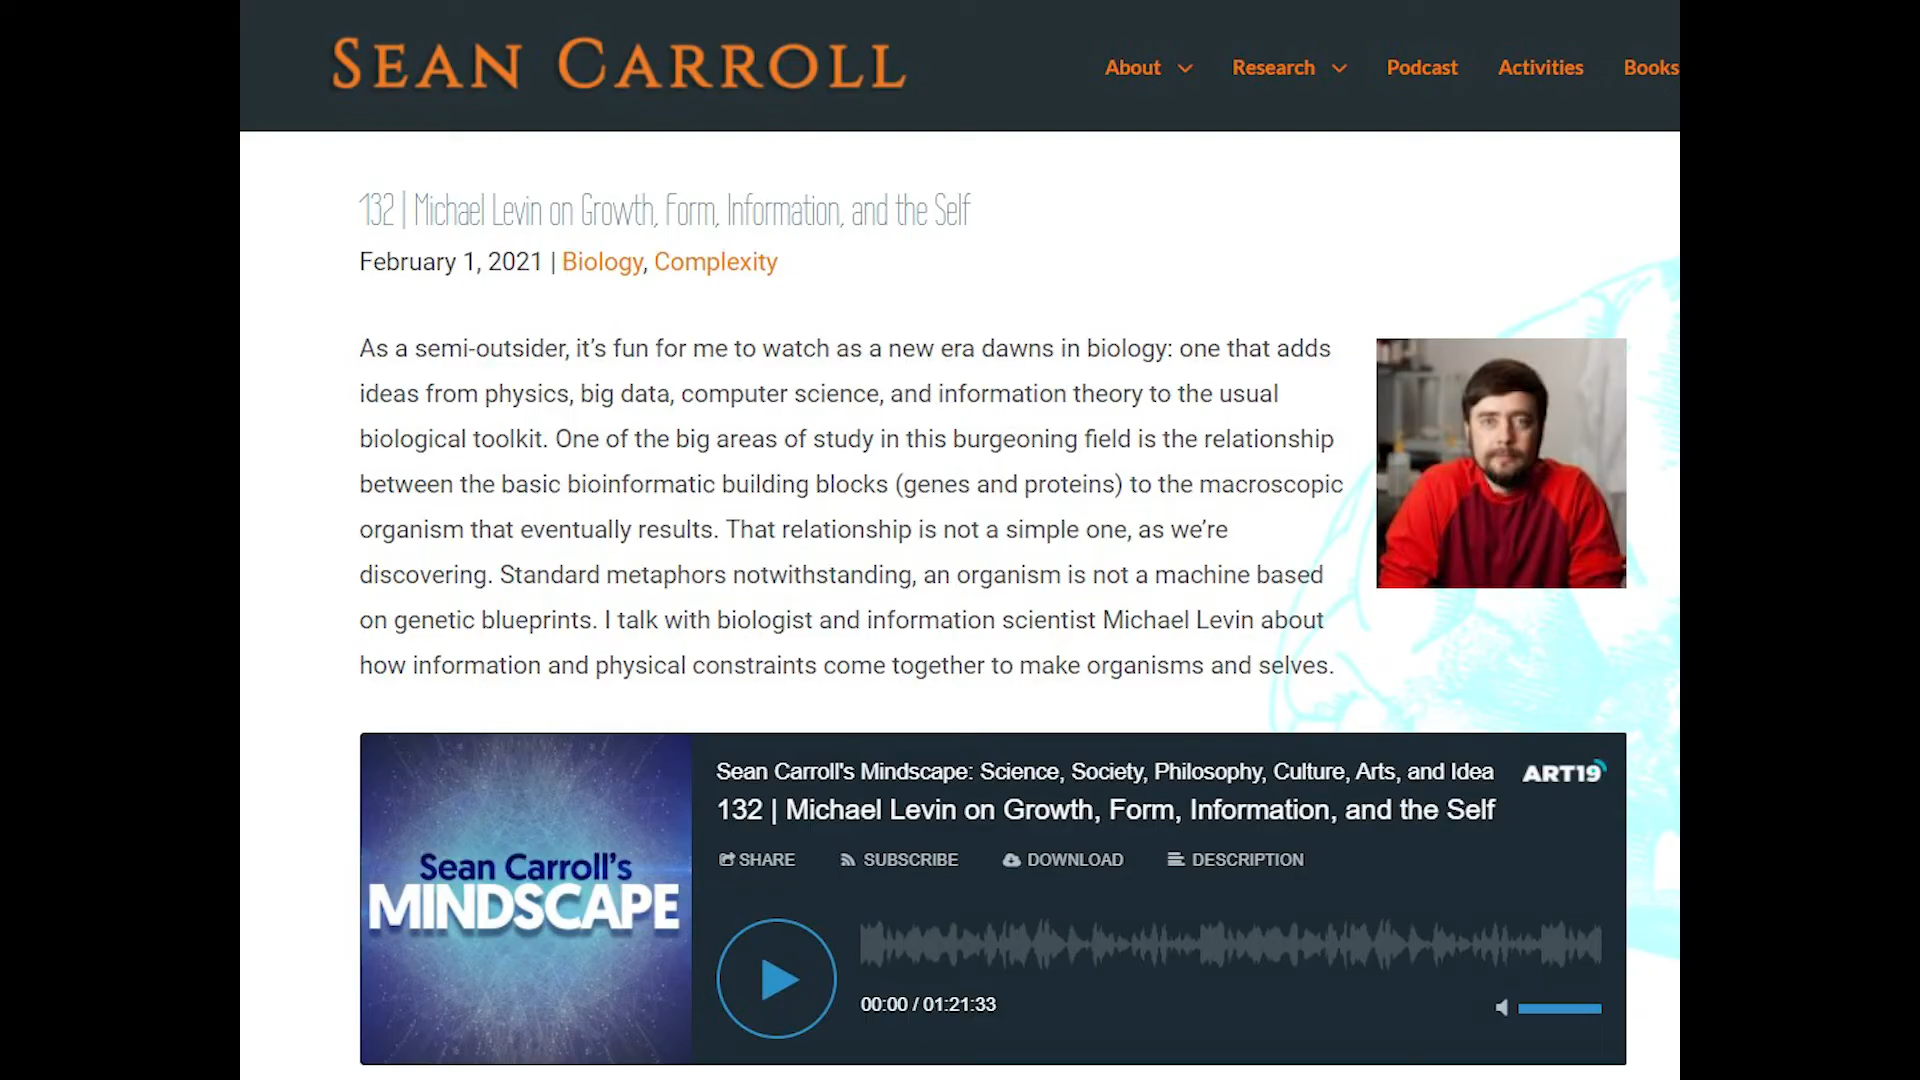 SEAN CARROLL
About
Research
Podcast
Activities
Books
132 | Michael Levin on Growth, Form, Information, and the Self
February 1, 2021 | Biology, Complexity
As a semi-outsider, it’s fun for me to watch as a new era dawns in biology: one that adds
ideas from physics, big data, computer science, and information theory to the usual
biological toolkit. One of the big areas of study in this burgeoning field is the relationship
between the basic bioinformatic building blocks (genes and proteins) to the macroscopic
organism that eventually results. That relationship is not a simple one, as we’re
discovering. Standard metaphors notwithstanding, an organism is not a machine based
on genetic blueprints. I talk with biologist and information scientist Michael Levin about
how information and physical constraints come together to make organisms and selves.
Sean Carroll's Mindscape: Science, Society, Philosophy, Culture, Arts, and Idea
ART19
132 | Michael Levin on Growth, Form, Information, and the Self
SHARE
SUBSCRIBE
DOWNLOAD
DESCRIPTION
Sean Carroll's
MINDSCAPE
00:00 / 01:21:33